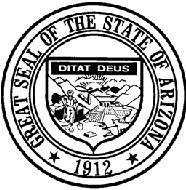 GREAT SEAL OF THE STATE OF ARIZONA
DITAT DEUS
1912